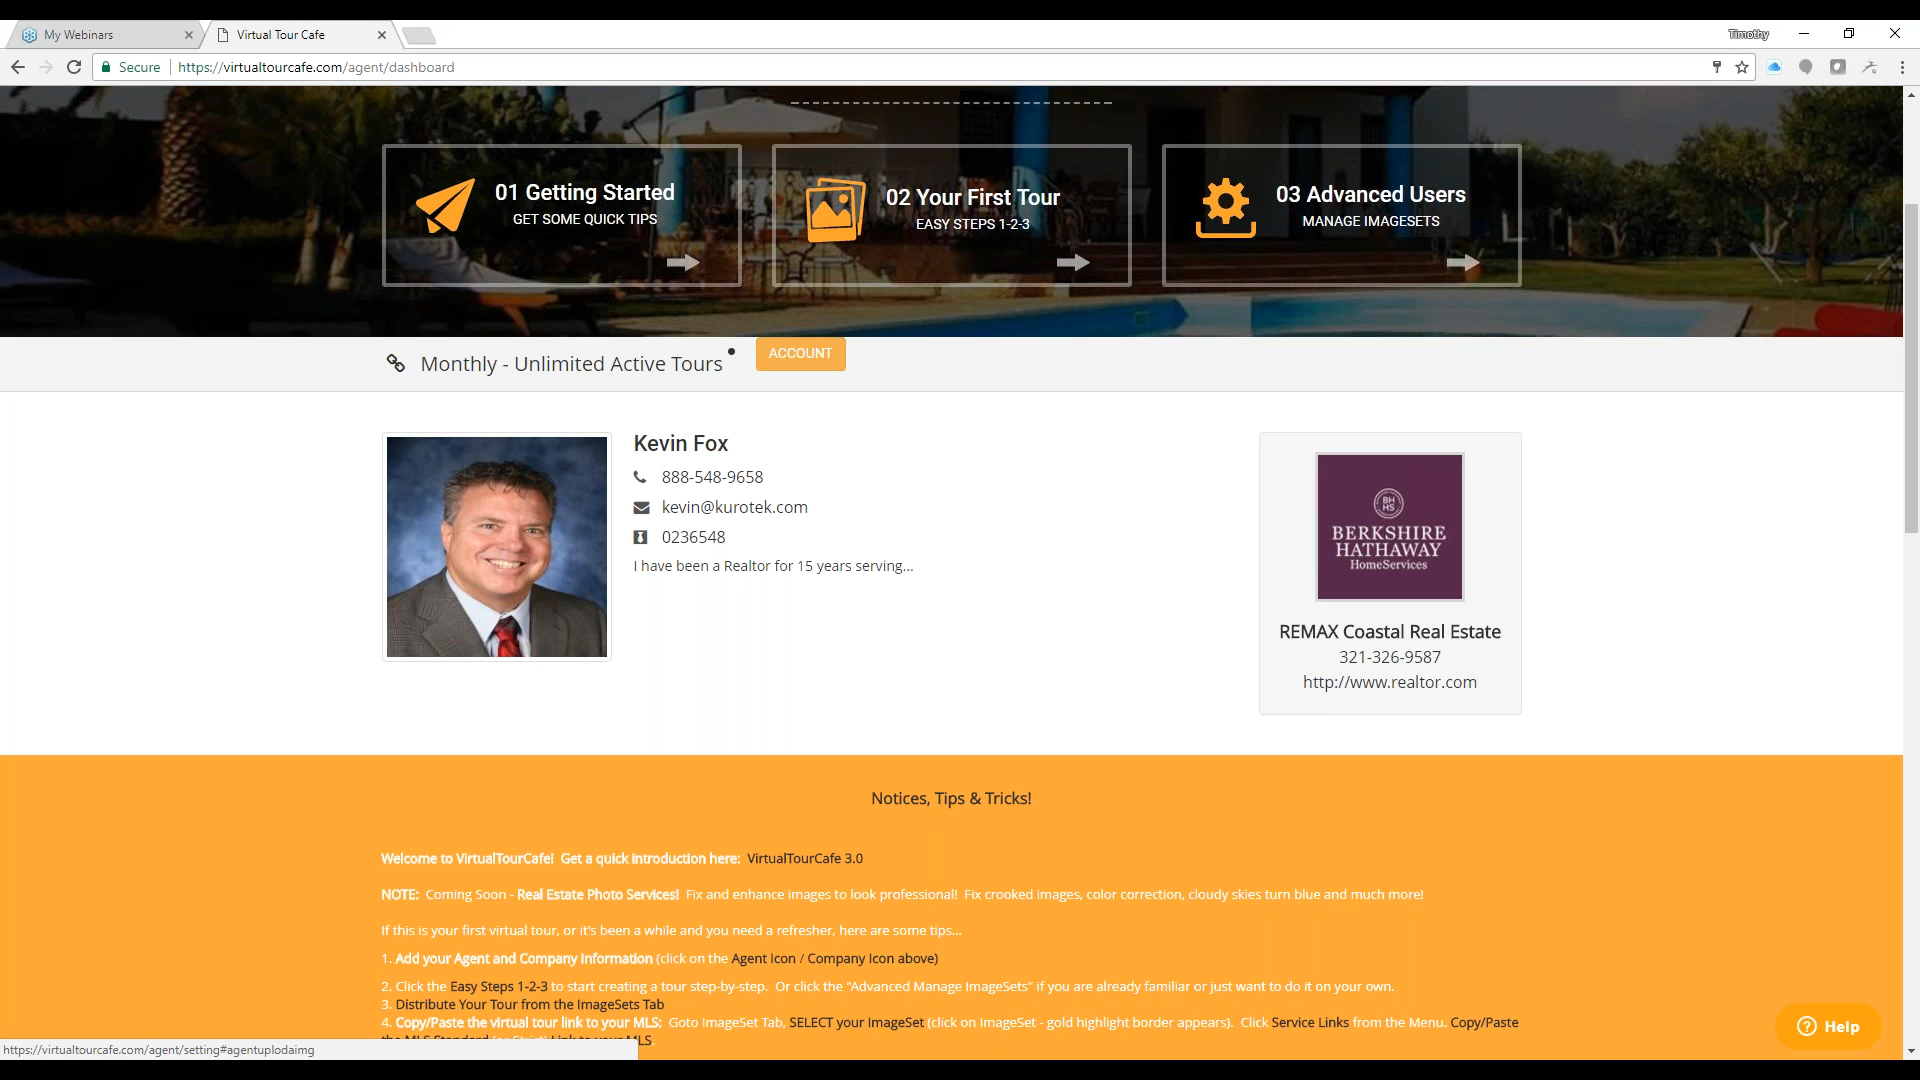 My Webinars
Virtual Tour Cafe
Timothy
Secure
https://virtualtourcafe.com/agent/dashboard
01 Getting Started
GET SOME QUICK TIPS
02 Your First Tour
EASY STEPS 1-2-3
03 Advanced Users
MANAGE IMAGESETS
Monthly - Unlimited Active Tours
ACCOUNT
Kevin Fox
888-548-9658
kevin@kurotek.com
0236548
I have been a Realtor for 15 years serving...
BH
HS
BERKSHIRE
HATHAWAY
HomeServices
REMAX Coastal Real Estate
321-326-9587
http://www.realtor.com
Notices, Tips & Tricks!
Welcome to VirtualTourCafe! Get a quick introduction here: VirtualTourCafe 3.0
NOTE: Coming Soon - Real Estate Photo Services! Fix and enhance images to look professional! Fix crooked images, color correction, cloudy skies turn blue and much more!
If this is your first virtual tour, or it's been a while and you need a refresher, here are some tips...
1. Add your Agent and Company Information (click on the Agent Icon / Company Icon above)
2. Click the Easy Steps 1-2-3 to start creating a tour step-by-step. Or click the "Advanced Manage ImageSets" if you are already familiar or just want to do it on your own.
3. Distribute Your Tour from the ImageSets Tab
4. Copy/Paste the virtual tour link to your MLS: Goto ImageSet Tab, SELECT your ImageSet (click on ImageSet - gold highlight border appears). Click Service Links from the Menu. Copy/Paste
MLS.
Help
https://virtualtourcafe.com/agent/setting#agentuplodaimg